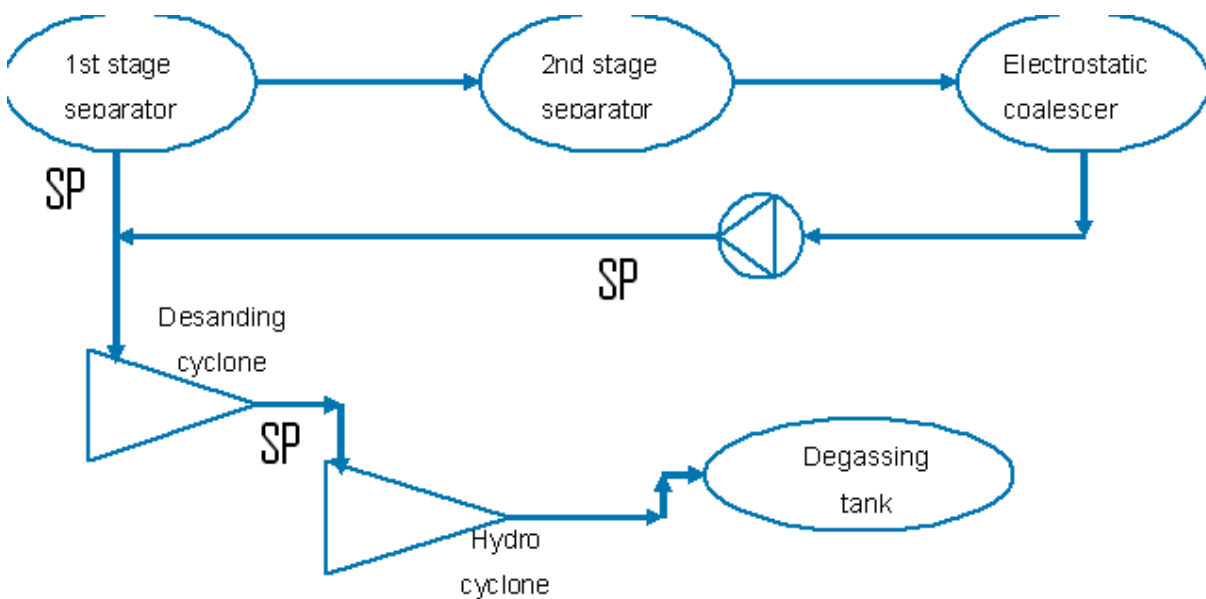 1st stage
separator
2nd stage
separator
Electrostatic
coalescer
SP
SP
Desanding
cyclone
SP
Degassing
tank
Hydro
cyclone